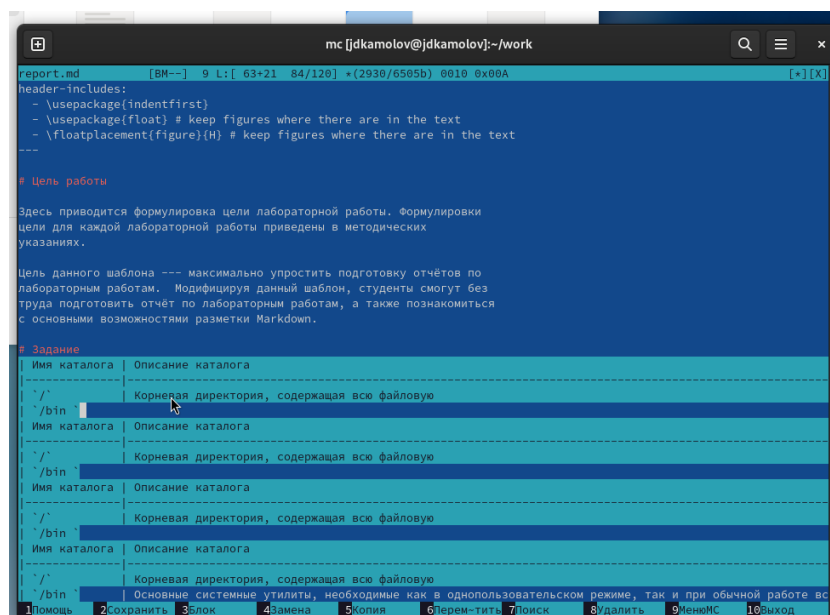 mc [jdkamolov@jdkamolov]:~/work
report.md [BM--] 9 L:[ 63+21 84/120] *(2930/6505b) 0010 0x00A [*][X]
header-includes:
- \usepackage{indentfirst}
- \usepackage{float} # keep figures where there are in the text
- \floatplacement{figure}{H} # keep figures where there are in the text
---
# Цель работы
Здесь приводится формулировка цели лабораторной работы. Формулировки
цели для каждой лабораторной работы приведены в методических
указаниях.
Цель данного шаблона --- максимально упростить подготовку отчётов по
лабораторным работам. Модифицируя данный шаблон, студенты смогут без
труда подготовить отчёт по лабораторным работам, а также познакомиться
с основными возможностями разметки Markdown.
# Задание
| Имя каталога | Описание каталога
|--------------|----------------------------------------------------------------------------------------------------
| `/` | Корневая директория, содержащая всю файловую
| `/bin `
| Имя каталога | Описание каталога
|--------------|----------------------------------------------------------------------------------------------------
| `/` | Корневая директория, содержащая всю файловую
| `/bin `
| Имя каталога | Описание каталога
|--------------|----------------------------------------------------------------------------------------------------
| `/` | Корневая директория, содержащая всю файловую
| `/bin `
| Имя каталога | Описание каталога
|--------------|----------------------------------------------------------------------------------------------------
| `/` | Корневая директория, содержащая всю файловую
| `/bin ` | Основные системные утилиты, необходимые как в однопользовательском режиме, так и при обычной работе вс
1Помощь 2Сохранить 3Блок 4Замена 5Копия 6Перем~тить 7Поиск 8Удалить 9МенюMC 10Выход